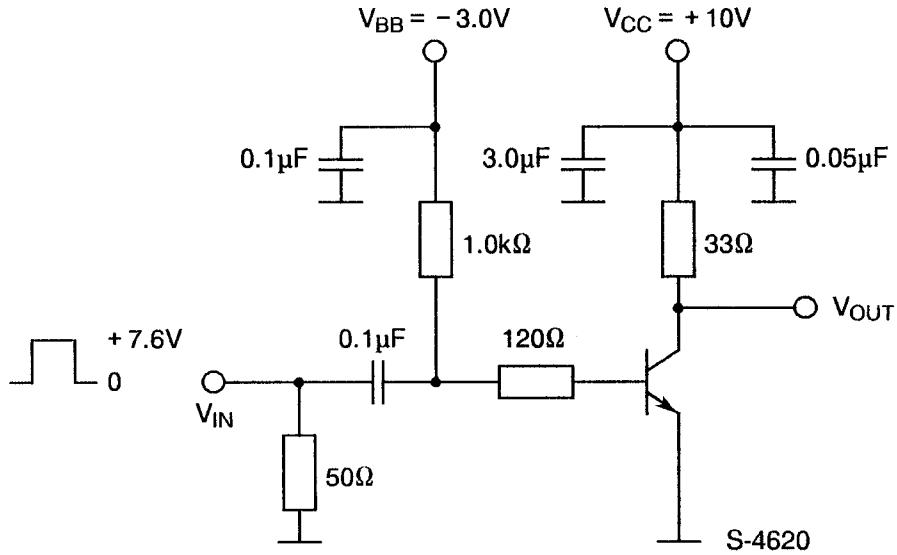 V_BB = − 3.0V
V_CC = + 10V
0.1µF
3.0µF
0.05µF
1.0kΩ
33Ω
V_OUT
+ 7.6V
0
0.1µF
120Ω
V_IN
50Ω
S-4620